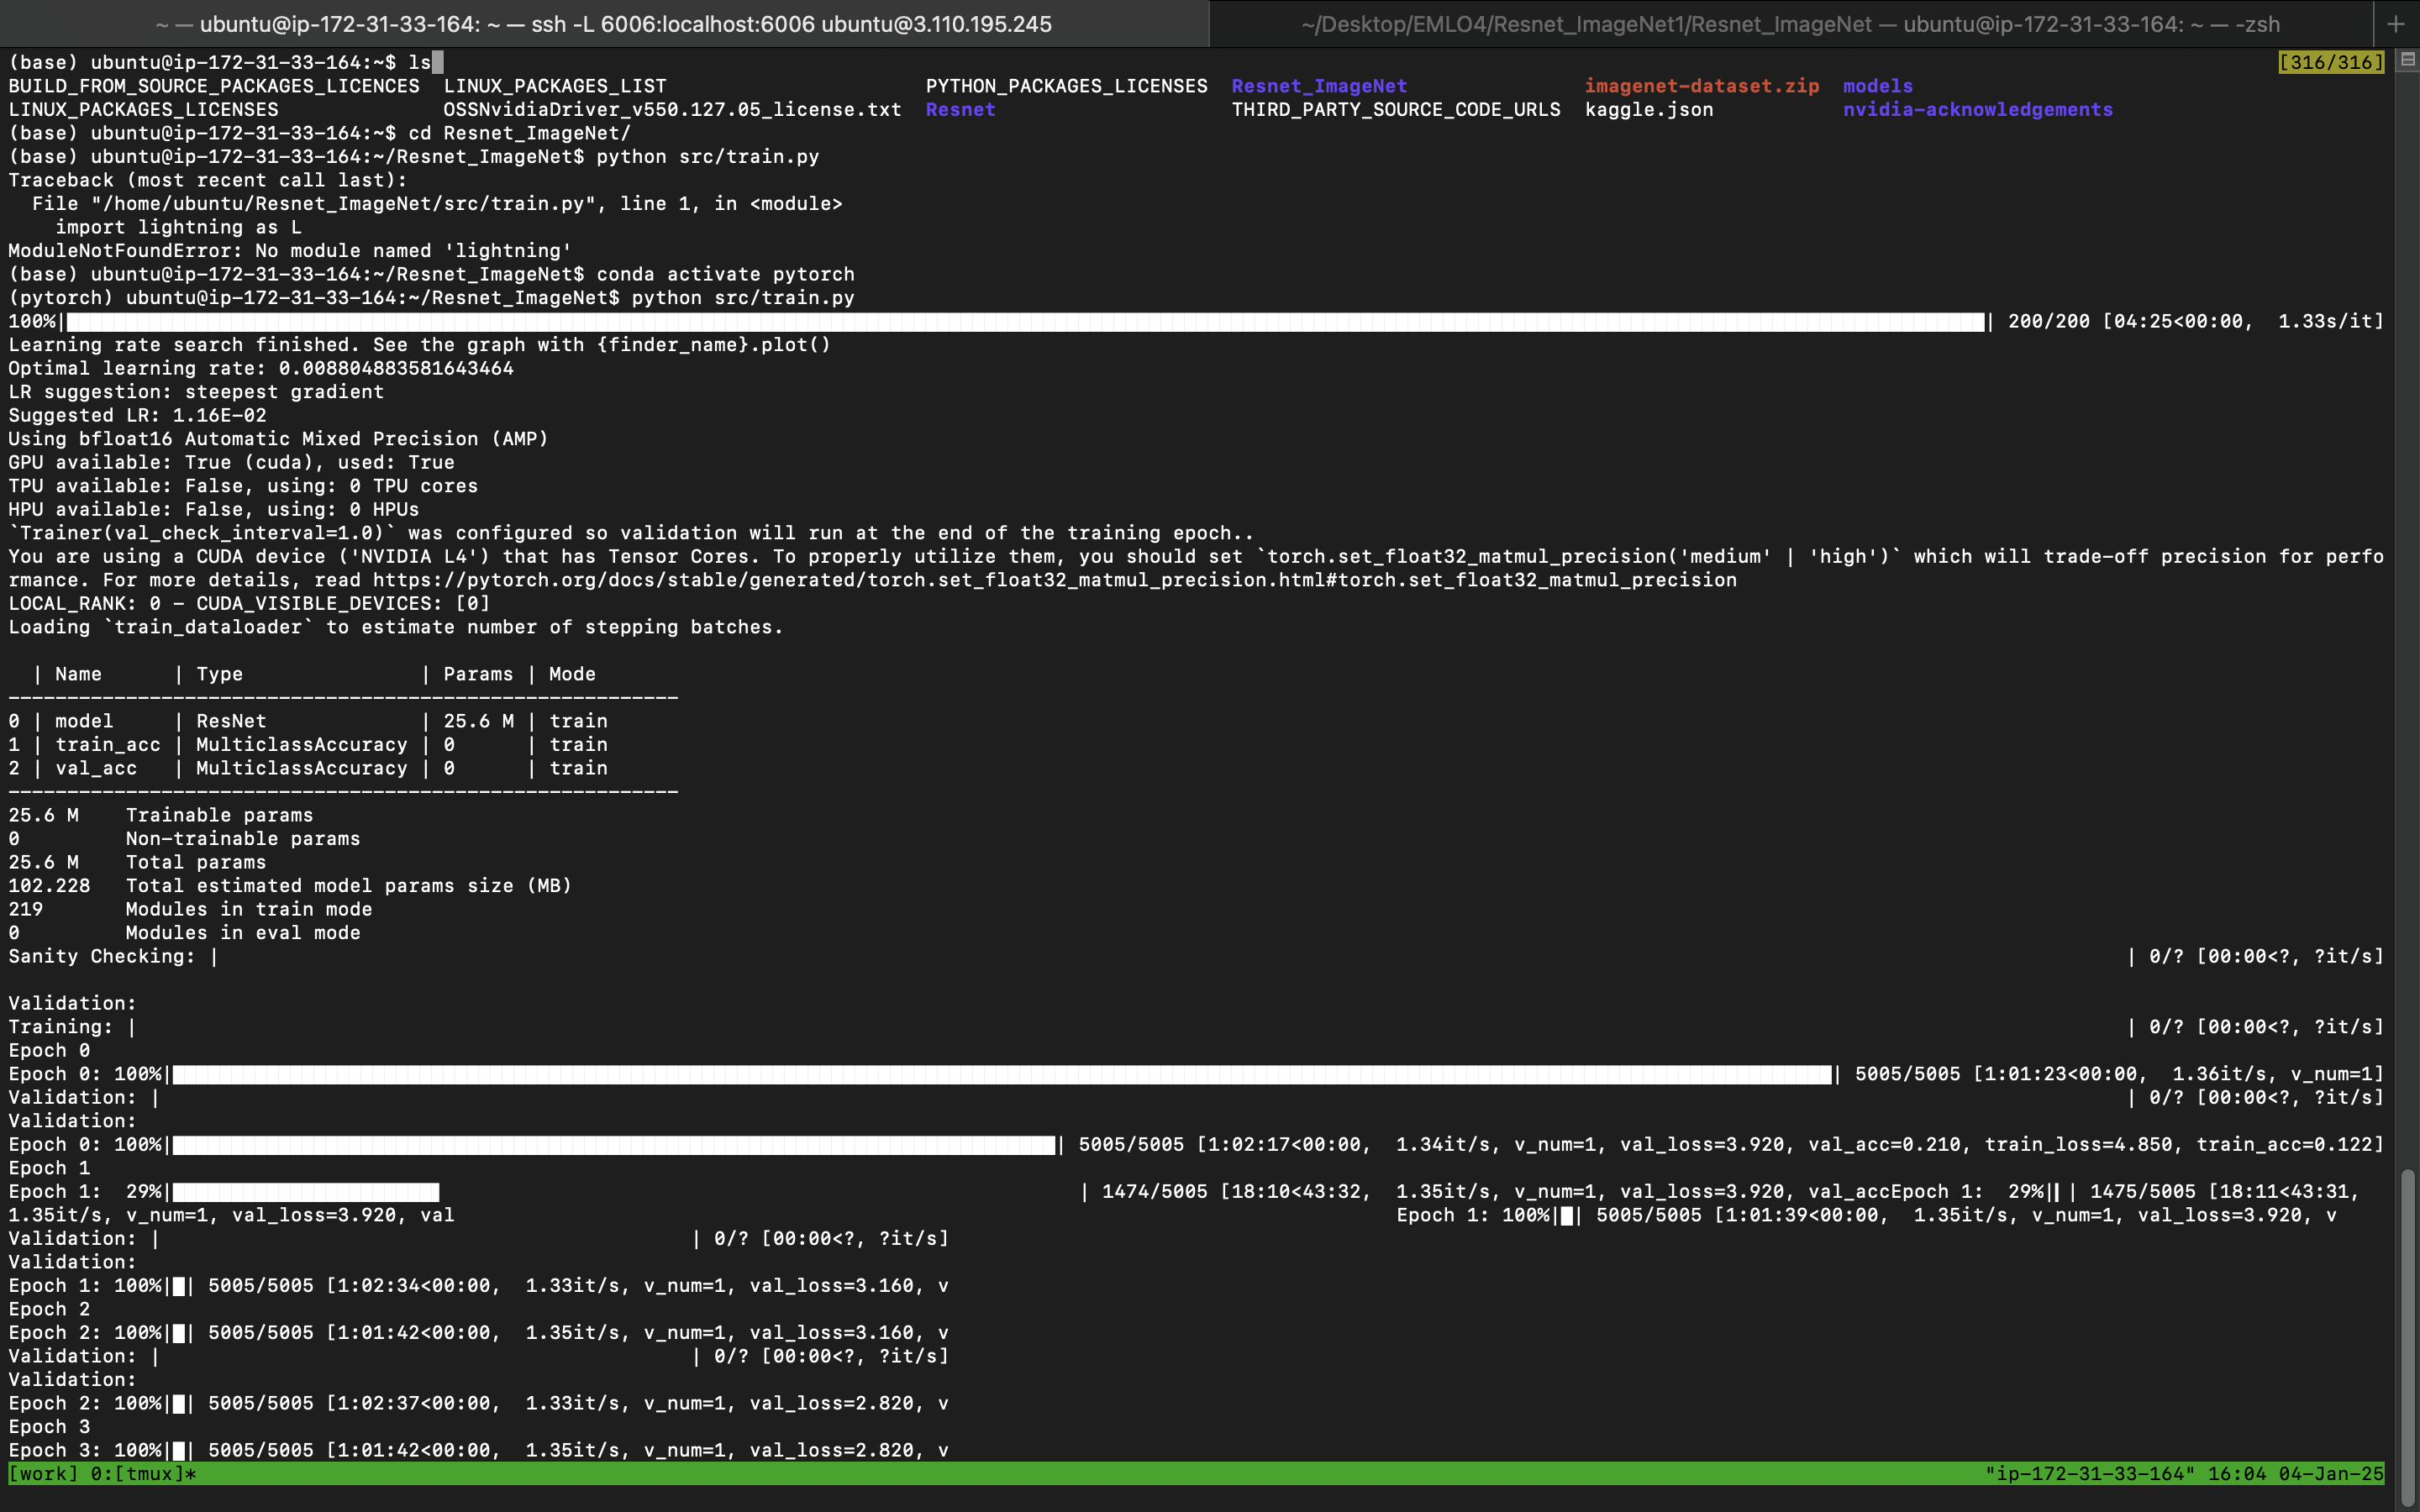 ~ — ubuntu@ip-172-31-33-164: ~ — ssh -L 6006:localhost:6006 ubuntu@3.110.195.245 ~/Desktop/EMLO4/Resnet_ImageNet1/Resnet_ImageNet — ubuntu@ip-172-31-33-164: ~ — -zsh +
(base) ubuntu@ip-172-31-33-164:~$ ls [316/316]
BUILD_FROM_SOURCE_PACKAGES_LICENCES LINUX_PACKAGES_LIST PYTHON_PACKAGES_LICENSES Resnet_ImageNet imagenet-dataset.zip models
LINUX_PACKAGES_LICENSES OSSNvidiaDriver_v550.127.05_license.txt Resnet THIRD_PARTY_SOURCE_CODE_URLS kaggle.json nvidia-acknowledgements
(base) ubuntu@ip-172-31-33-164:~$ cd Resnet_ImageNet/
(base) ubuntu@ip-172-31-33-164:~/Resnet_ImageNet$ python src/train.py
Traceback (most recent call last):
File "/home/ubuntu/Resnet_ImageNet/src/train.py", line 1, in <module>
import lightning as L
ModuleNotFoundError: No module named 'lightning'
(base) ubuntu@ip-172-31-33-164:~/Resnet_ImageNet$ conda activate pytorch
(pytorch) ubuntu@ip-172-31-33-164:~/Resnet_ImageNet$ python src/train.py
100%| | 200/200 [04:25<00:00, 1.33s/it]
Learning rate search finished. See the graph with {finder_name}.plot()
Optimal learning rate: 0.008804883581643464
LR suggestion: steepest gradient
Suggested LR: 1.16E-02
Using bfloat16 Automatic Mixed Precision (AMP)
GPU available: True (cuda), used: True
TPU available: False, using: 0 TPU cores
HPU available: False, using: 0 HPUs
`Trainer(val_check_interval=1.0)` was configured so validation will run at the end of the training epoch..
You are using a CUDA device ('NVIDIA L4') that has Tensor Cores. To properly utilize them, you should set `torch.set_float32_matmul_precision('medium' | 'high')` which will trade-off precision for perfo
rmance. For more details, read https://pytorch.org/docs/stable/generated/torch.set_float32_matmul_precision.html#torch.set_float32_matmul_precision
LOCAL_RANK: 0 - CUDA_VISIBLE_DEVICES: [0]
Loading `train_dataloader` to estimate number of stepping batches.
| Name | Type | Params | Mode
---------------------------------------------------------
0 | model | ResNet | 25.6 M | train
1 | train_acc | MulticlassAccuracy | 0 | train
2 | val_acc | MulticlassAccuracy | 0 | train
---------------------------------------------------------
25.6 M Trainable params
0 Non-trainable params
25.6 M Total params
102.228 Total estimated model params size (MB)
219 Modules in train mode
0 Modules in eval mode
Sanity Checking: | | 0/? [00:00<?, ?it/s]
Validation:
Training: | | 0/? [00:00<?, ?it/s]
Epoch 0
Epoch 0: 100%| | 5005/5005 [1:01:23<00:00, 1.36it/s, v_num=1]
Validation: | | 0/? [00:00<?, ?it/s]
Validation:
Epoch 0: 100%| | 5005/5005 [1:02:17<00:00, 1.34it/s, v_num=1, val_loss=3.920, val_acc=0.210, train_loss=4.850, train_acc=0.122]
Epoch 1
Epoch 1: 29%| | 1474/5005 [18:10<43:32, 1.35it/s, v_num=1, val_loss=3.920, val_accEpoch 1: 29%| | 1475/5005 [18:11<43:31,
1.35it/s, v_num=1, val_loss=3.920, val Epoch 1: 100%| | 5005/5005 [1:01:39<00:00, 1.35it/s, v_num=1, val_loss=3.920, v
Validation: | | 0/? [00:00<?, ?it/s]
Validation:
Epoch 1: 100%| | 5005/5005 [1:02:34<00:00, 1.33it/s, v_num=1, val_loss=3.160, v
Epoch 2
Epoch 2: 100%| | 5005/5005 [1:01:42<00:00, 1.35it/s, v_num=1, val_loss=3.160, v
Validation: | | 0/? [00:00<?, ?it/s]
Validation:
Epoch 2: 100%| | 5005/5005 [1:02:37<00:00, 1.33it/s, v_num=1, val_loss=2.820, v
Epoch 3
Epoch 3: 100%| | 5005/5005 [1:01:42<00:00, 1.35it/s, v_num=1, val_loss=2.820, v
[work] 0:[tmux]* "ip-172-31-33-164" 16:04 04-Jan-25